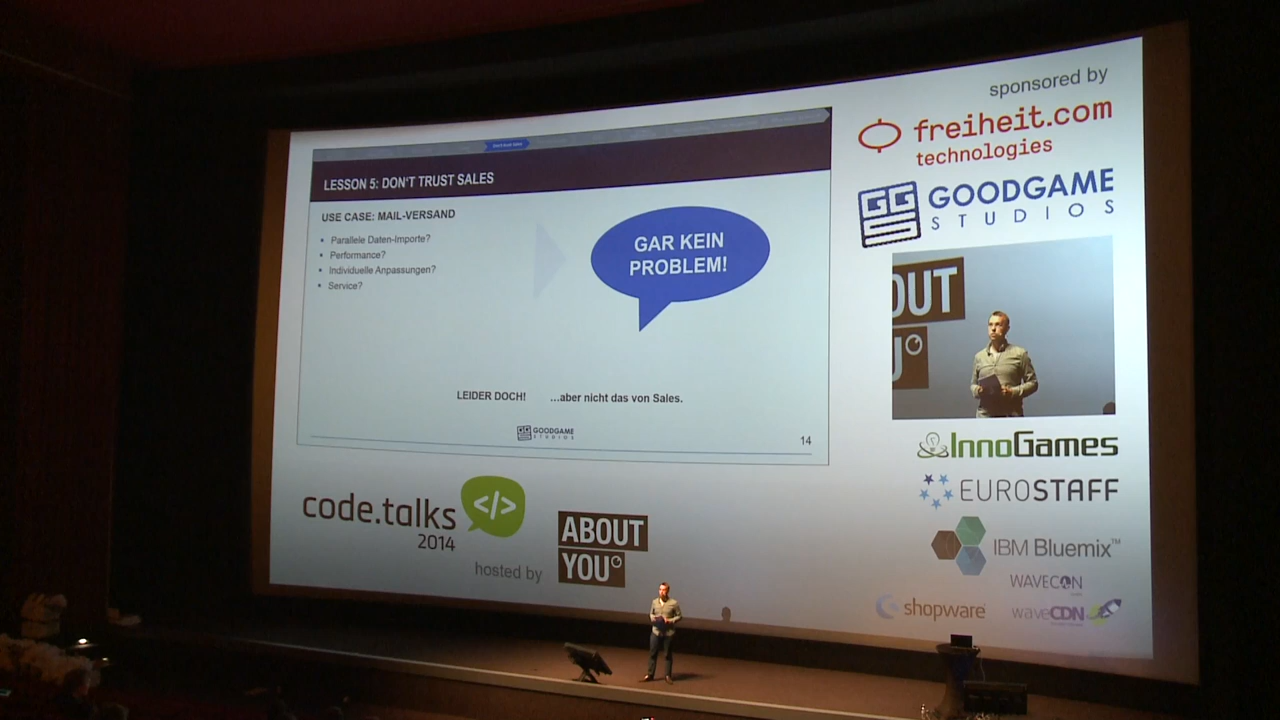 LESSON 5: DON'T TRUST SALES
USE CASE: MAIL-VERSAND
• Parallele Daten-Importe?
• Performance?
• Individuelle Anpassungen?
• Service?
GAR KEIN
PROBLEM!
LEIDER DOCH! ...aber nicht das von Sales.
GOODGAME
STUDIOS
14
code.talks </>
2014
hosted by
ABOUT
YOU
sponsored by
freiheit.com
technologies
GOODGAME
STUDIOS
OUT
U
InnoGames
EUROSTAFF
IBM Bluemix™
WAVECON
shopware
waveCDN